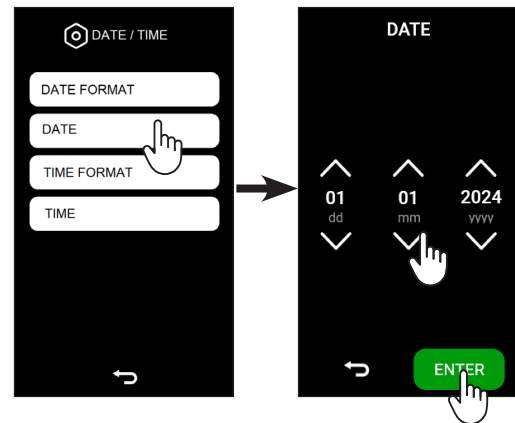 DATE / TIME
DATE FORMAT
DATE
TIME FORMAT
TIME
DATE
01 01 2024
dd mm yyyy
ENTER